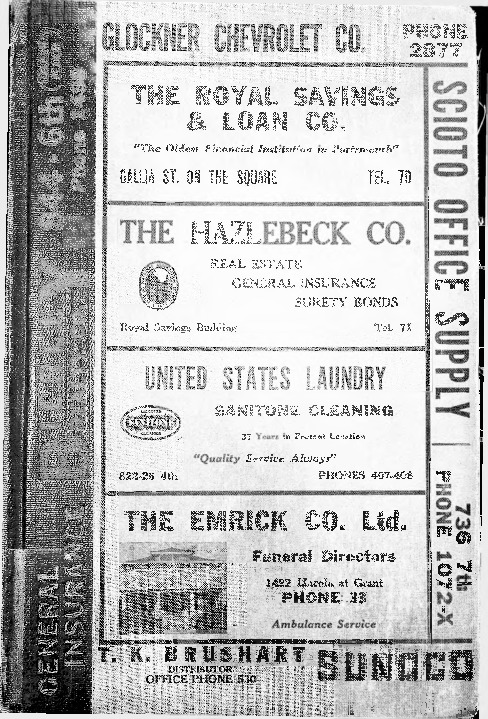 GLOCKNER CHEVROLET CO.
PHONE
2977
THE ROYAL SAVINGS
& LOAN CO.
"The Oldest Financial Institution in Portsmouth"
GALLIA ST. ON THE SQUARE
TEL. 70
THE HAZLEBECK CO.
REAL ESTATE
GENERAL INSURANCE
SURETY BONDS
Royal Savings Building
Tel. 71
UNITED STATES LAUNDRY
SANITONE CLEANING
37 Years in Present Location
"Quality Service Always"
822-26 4th
PHONES 407-408
THE EMRICK CO. Ltd.
Funeral Directors
1422 at Grant
PHONE 33
Ambulance Service
T. K. BRUSHART
DISTRIBUTOR
OFFICE PHONE 530
SUNOCO
SCIOTO OFFICE SUPPLY
736 7th
PHONE 1072-X
GENERAL
INSURANCE
6th